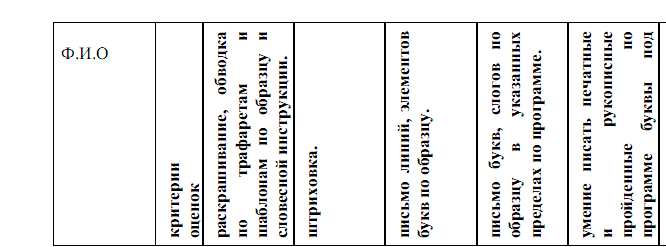 Ф.И.О
критерии
оценок
раскрашивание, обводка
по трафаретам и
шаблонам по образцу и
словесной инструкции.
штриховка.
письмо линий, элементов
букв по образцу.
письмо букв, слогов по
образцу в указанных
пределах по программе.
умение писать печатные
и рукописные
пройденные по
программе буквы под